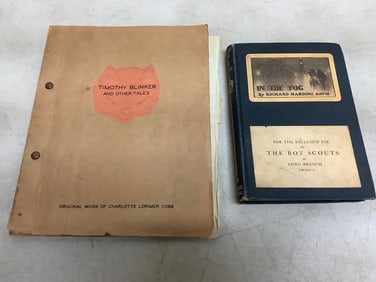 TIMOTHY BLINKER
AND OTHER TALES
ORIGINAL WORK OF CHARLOTTE LORIMER COBB
IN THE FOG
By RICHARD HARDING DAVIS
FOR THE EXCLUSIVE USE
OF
THE BOY SCOUTS
OF
LONG BRANCH
TROOP